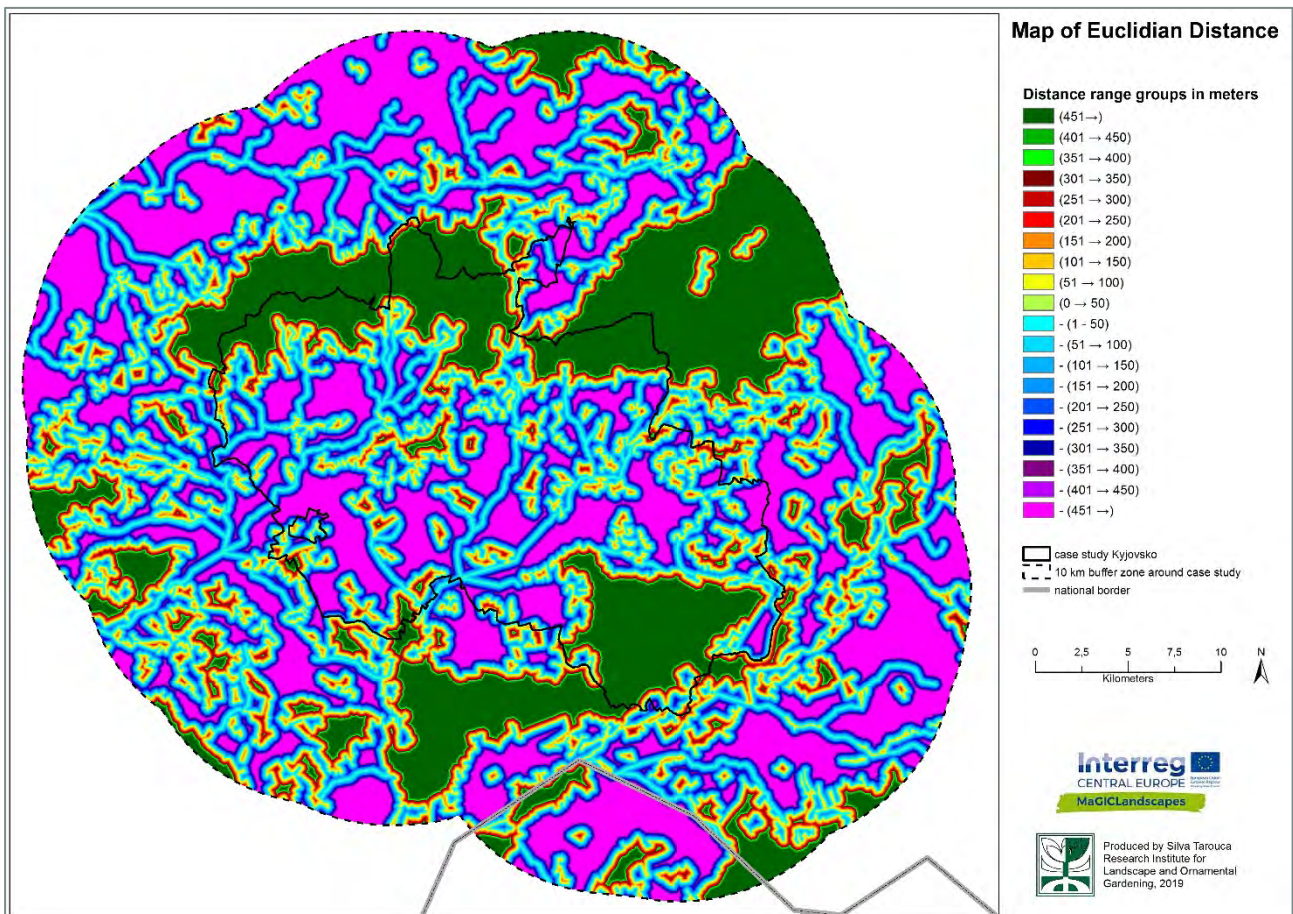 Map of Euclidian Distance
Distance range groups in meters
(451→)
(401 → 450)
(351 → 400)
(301 → 350)
(251 → 300)
(201 → 250)
(151 → 200)
(101 → 150)
(51 → 100)
(0 → 50)
- (1 - 50)
- (51 → 100)
- (101 → 150)
- (151 → 200)
- (201 → 250)
- (251 → 300)
- (301 → 350)
- (351 → 400)
- (401 → 450)
- (451 →)
case study Kyjovsko
10 km buffer zone around case study
national border
0 2,5 5 7,5 10
Kilometers
N
Interreg
CENTRAL EUROPE
MaGICLandscapes
Produced by Silva Tarouca
Research Institute for
Landscape and Ornamental
Gardening, 2019